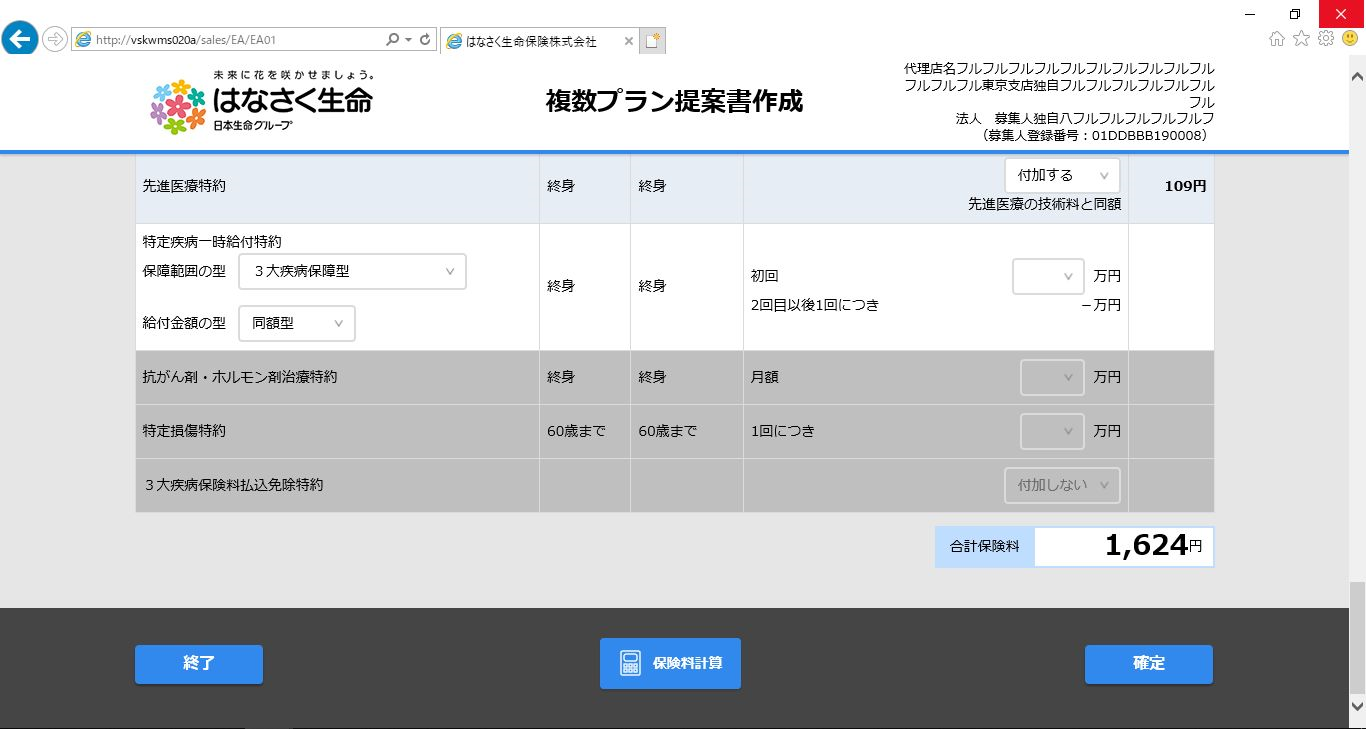 http://vskwms020a/sales/EA/EA01
はなさく生命保険株式会社
未来に花を咲かせましょう。
はなさく生命
日本生命グループ
複数プラン提案書作成
代理店名フルフルフルフルフルフルフルフルフルフル
フルフルフル東京支店独自フルフルフルフルフルフル
フル
法人　募集人独自八フルフルフルフルフルフ
（募集人登録番号：01DDBBB190008）
先進医療特約 終身 終身 付加する 109円
先進医療の技術料と同額
特定疾病一時給付特約
保障範囲の型 ３大疾病保障型
給付金額の型 同額型
終身 終身
初回 万円
2回目以後1回につき －万円
抗がん剤・ホルモン剤治療特約 終身 終身 月額 万円
特定損傷特約 60歳まで 60歳まで 1回につき 万円
３大疾病保険料払込免除特約 付加しない
合計保険料 1,624円
終了
保険料計算
確定